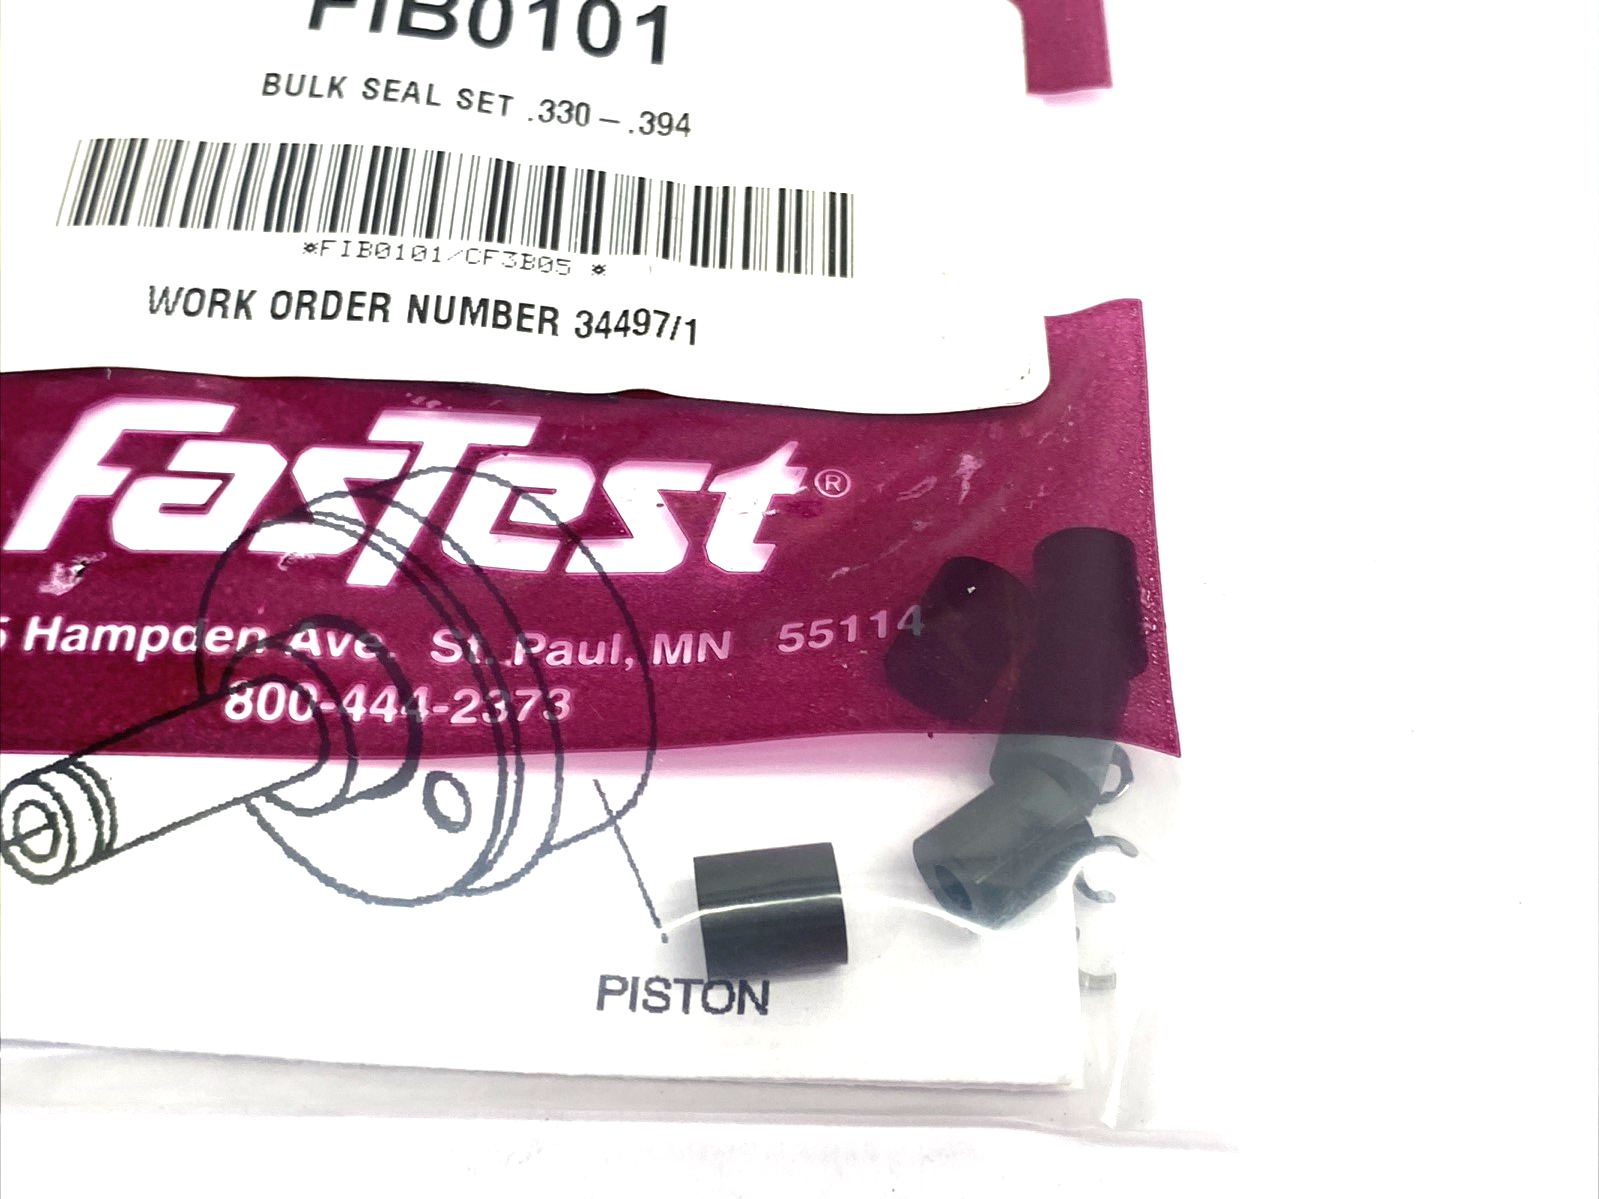 FIB0101
BULK SEAL SET .330 – .394
*FIB0101/CF3B05 *
WORK ORDER NUMBER 34497/1
FasTest®
5 Hampden Ave. St. Paul, MN 55114
800-444-2373
PISTON